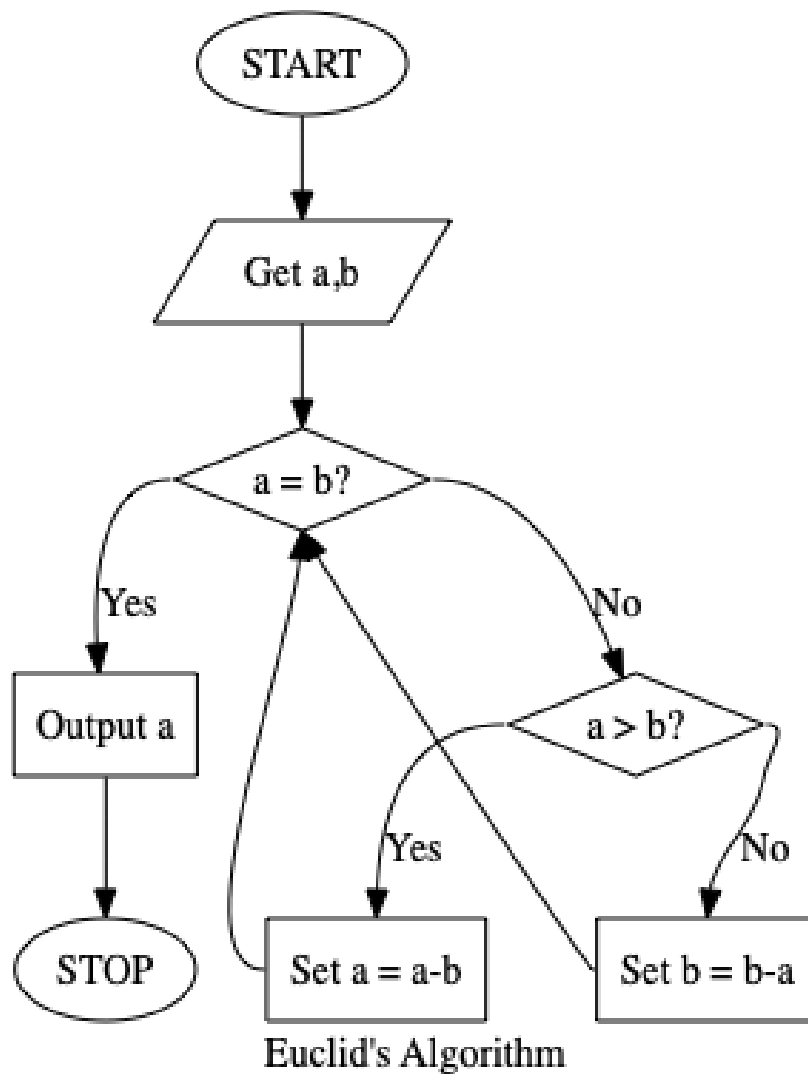 START
Get a,b
a = b?
Yes
No
Output a
a > b?
Yes
No
STOP
Set a = a-b
Set b = b-a
Euclid's Algorithm